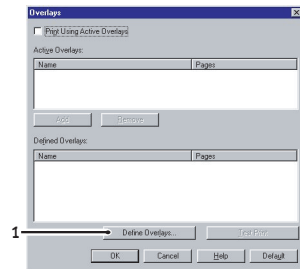 Overlays
Print Using Active Overlays
Active Overlays:
Name Pages
Add Remove
Defined Overlays:
Name Pages
1
Define Overlays... Test Print
OK Cancel Help Default